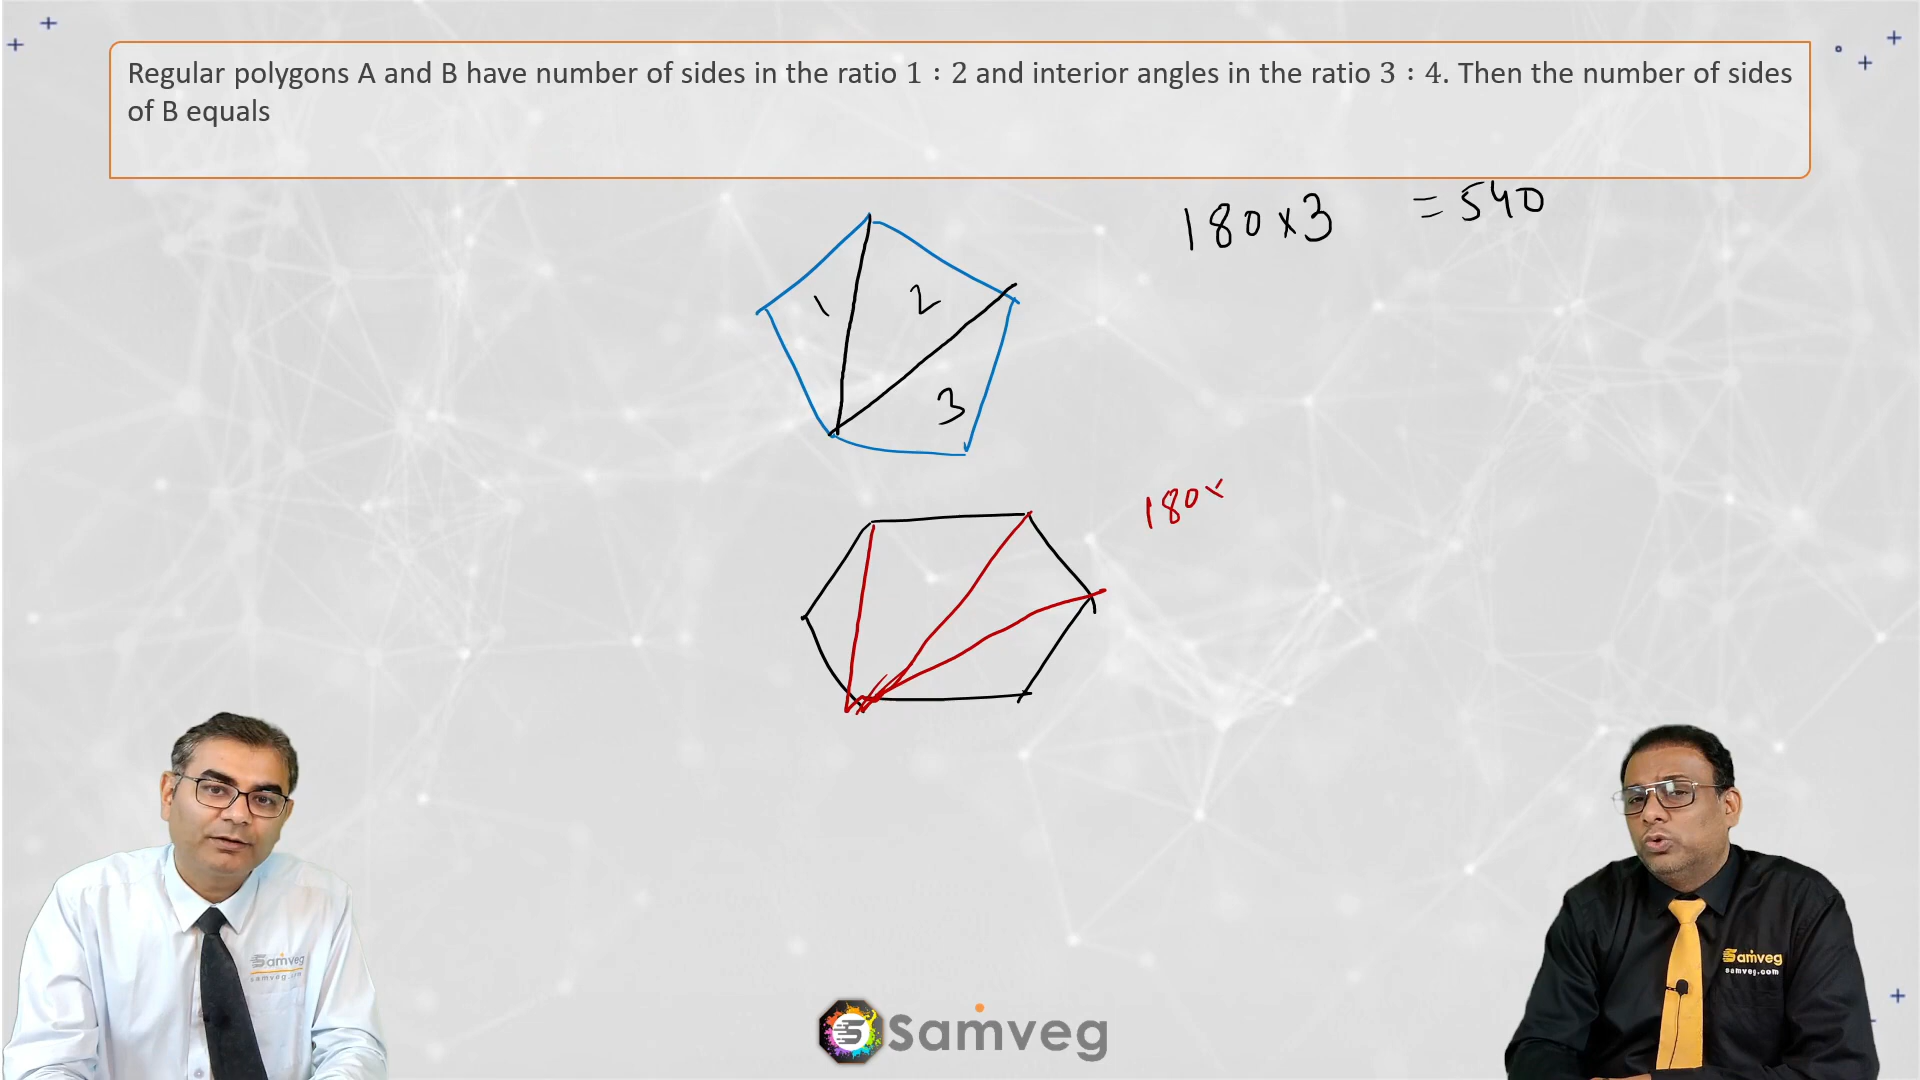 Regular polygons A and B have number of sides in the ratio 1 : 2 and interior angles in the ratio 3 : 4. Then the number of sides
of B equals
180×3 = 540
1 2
3
180×
Samveg
samveg.com
Samveg
samveg.com
Samveg